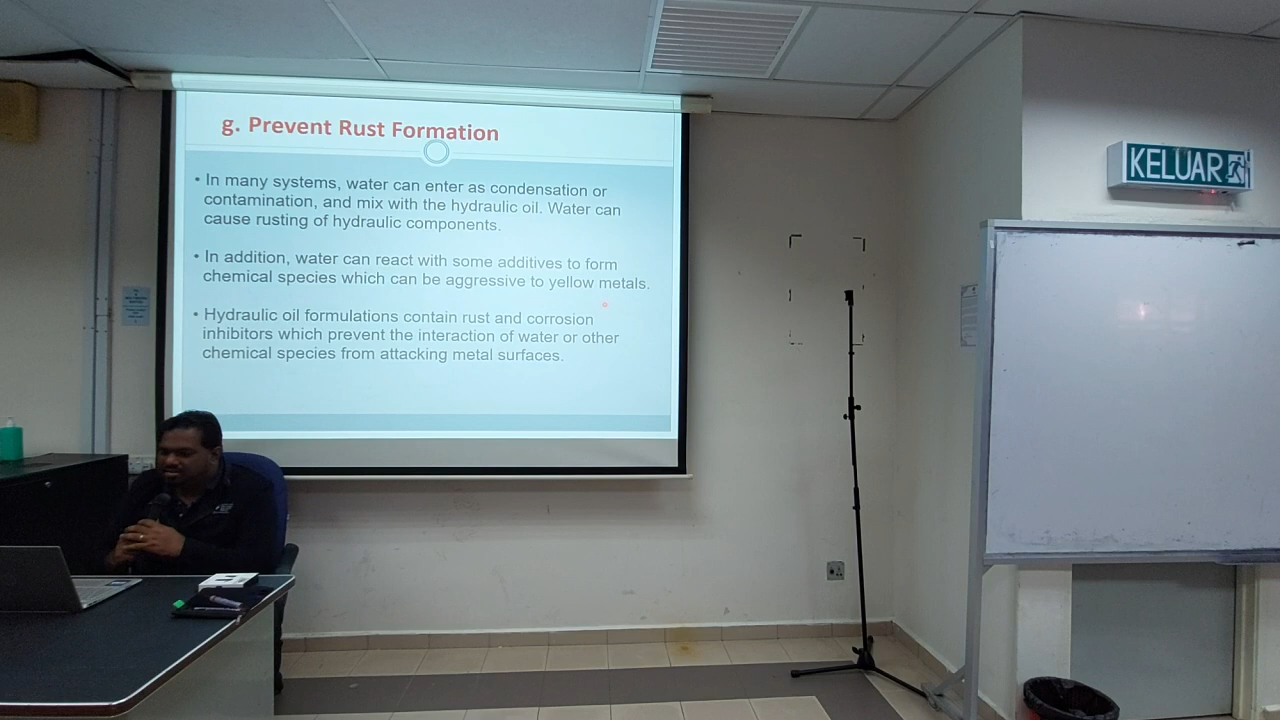 g. Prevent Rust Formation
• In many systems, water can enter as condensation or
contamination, and mix with the hydraulic oil. Water can
cause rusting of hydraulic components.
• In addition, water can react with some additives to form
chemical species which can be aggressive to yellow metals.
• Hydraulic oil formulations contain rust and corrosion
inhibitors which prevent the interaction of water or other
chemical species from attacking metal surfaces.
KELUAR